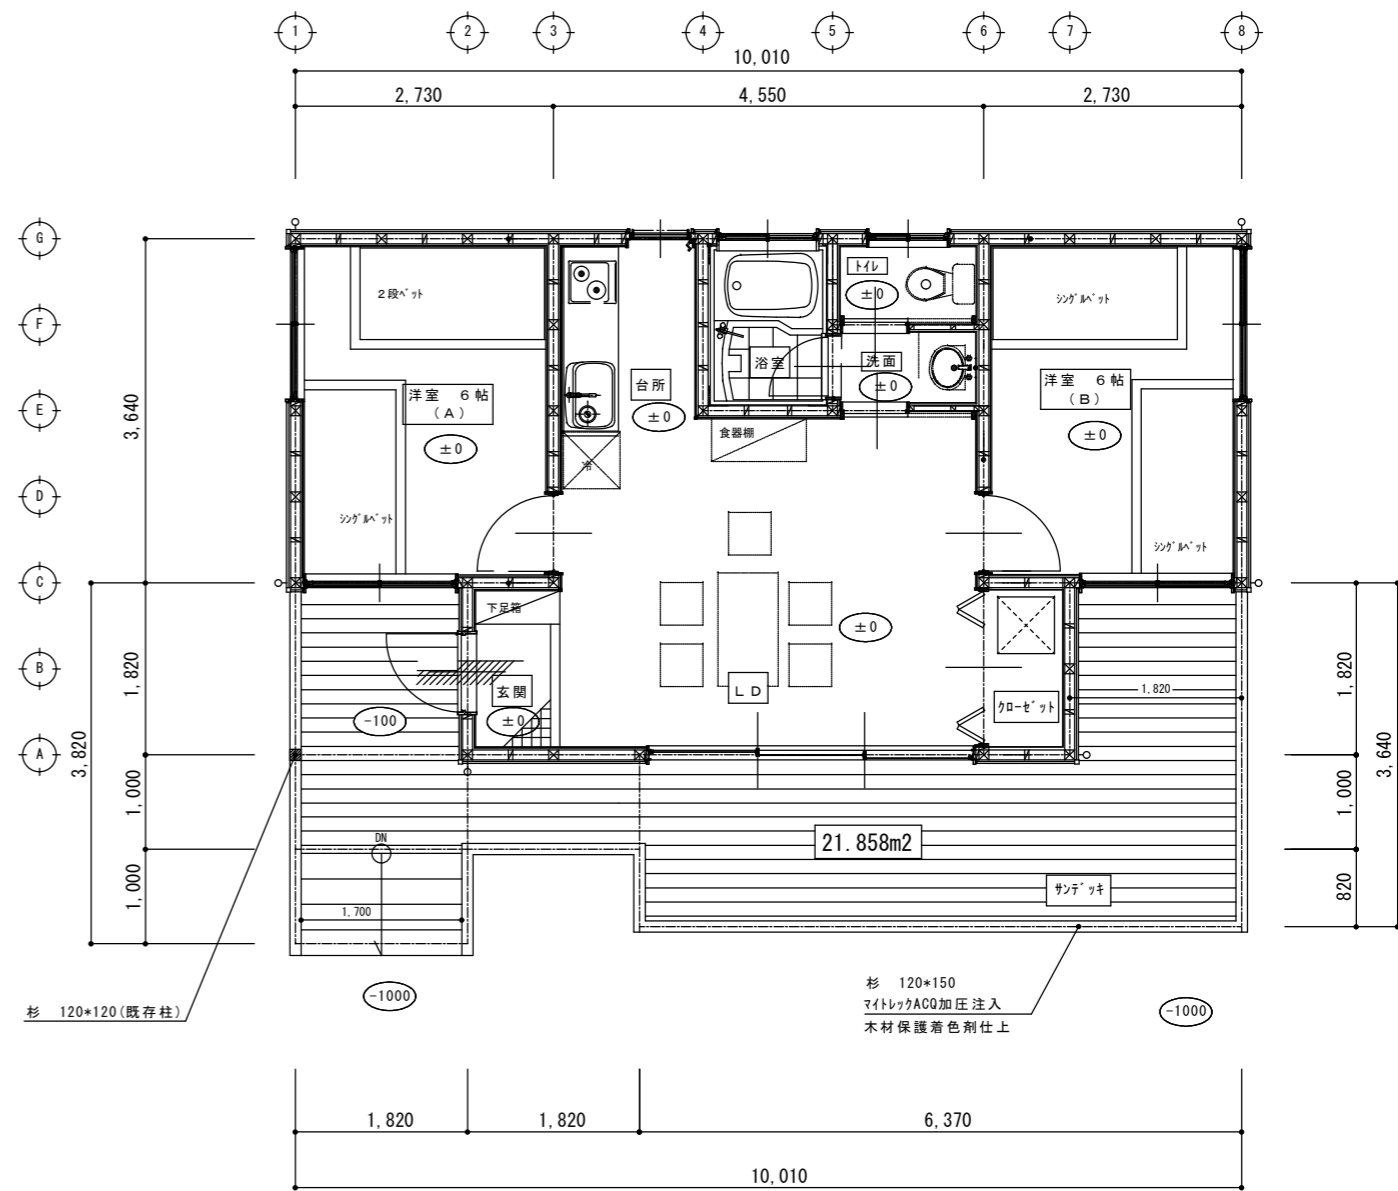 1 2 3 4 5 6 7 8
10,010
2,730 4,550 2,730
G
F
E
D
C
B
A
3,640
1,820
1,000
1,000
3,820
2段ﾍﾞｯﾄ
洋室 6帖
(A)
±0
ｼﾝｸﾞﾙﾍﾞｯﾄ
台所
±0
冷
浴室
ﾄｲﾚ
±0
洗面
±0
食器棚
ｼﾝｸﾞﾙﾍﾞｯﾄ
洋室 6帖
(B)
±0
ｼﾝｸﾞﾙﾍﾞｯﾄ
下足箱
玄関
±0
-100
±0
LD
ｸﾛｰｾﾞｯﾄ
1,820
1,820
1,000
820
3,640
21.858m2
ｻﾝﾃﾞｯｷ
DN
1,700
-1000
-1000
杉 120*120(既存柱)
杉 120*150
ﾏｲﾄﾚｯｸACQ加圧注入
木材保護着色剤仕上
1,820 1,820 6,370
10,010